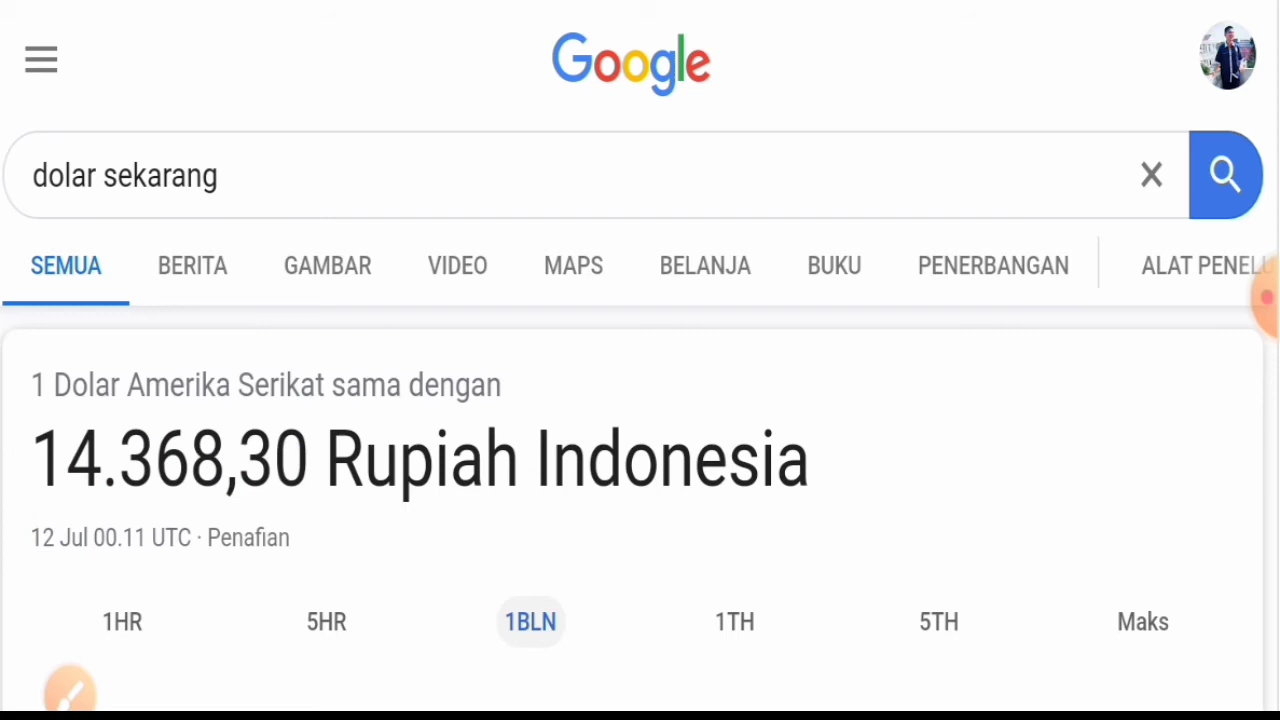 Google
dolar sekarang
SEMUA BERITA GAMBAR VIDEO MAPS BELANJA BUKU PENERBANGAN ALAT
1 Dolar Amerika Serikat sama dengan
14.368,30 Rupiah Indonesia
12 Jul 00.11 UTC · Penafian
1HR 5HR 1BLN 1TH 5TH Maks